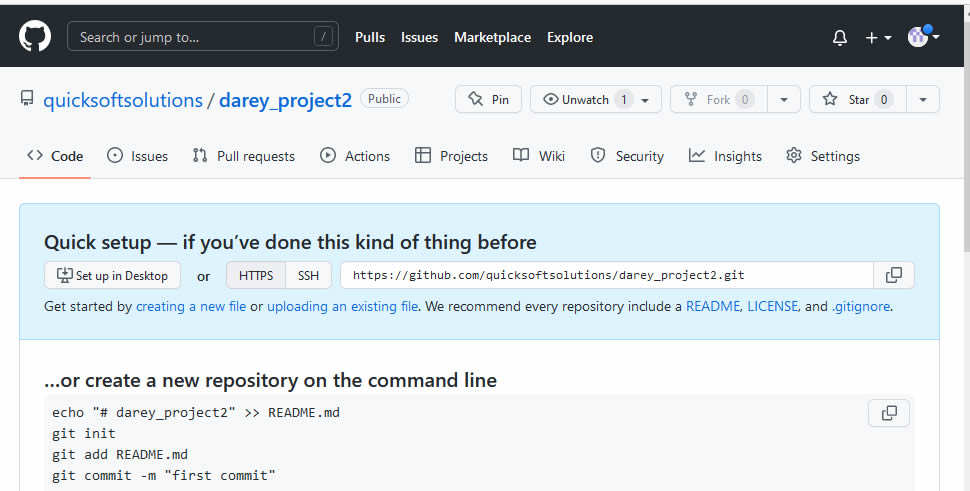 Search or jump to... / Pulls Issues Marketplace Explore
quicksoftsolutions / darey_project2 Public Pin Unwatch 1 Fork 0 Star 0
Code Issues Pull requests Actions Projects Wiki Security Insights Settings
Quick setup — if you’ve done this kind of thing before
Set up in Desktop or HTTPS SSH https://github.com/quicksoftsolutions/darey_project2.git
Get started by creating a new file or uploading an existing file. We recommend every repository include a README, LICENSE, and .gitignore.
…or create a new repository on the command line
echo "# darey_project2" >> README.md
git init
git add README.md
git commit -m "first commit"